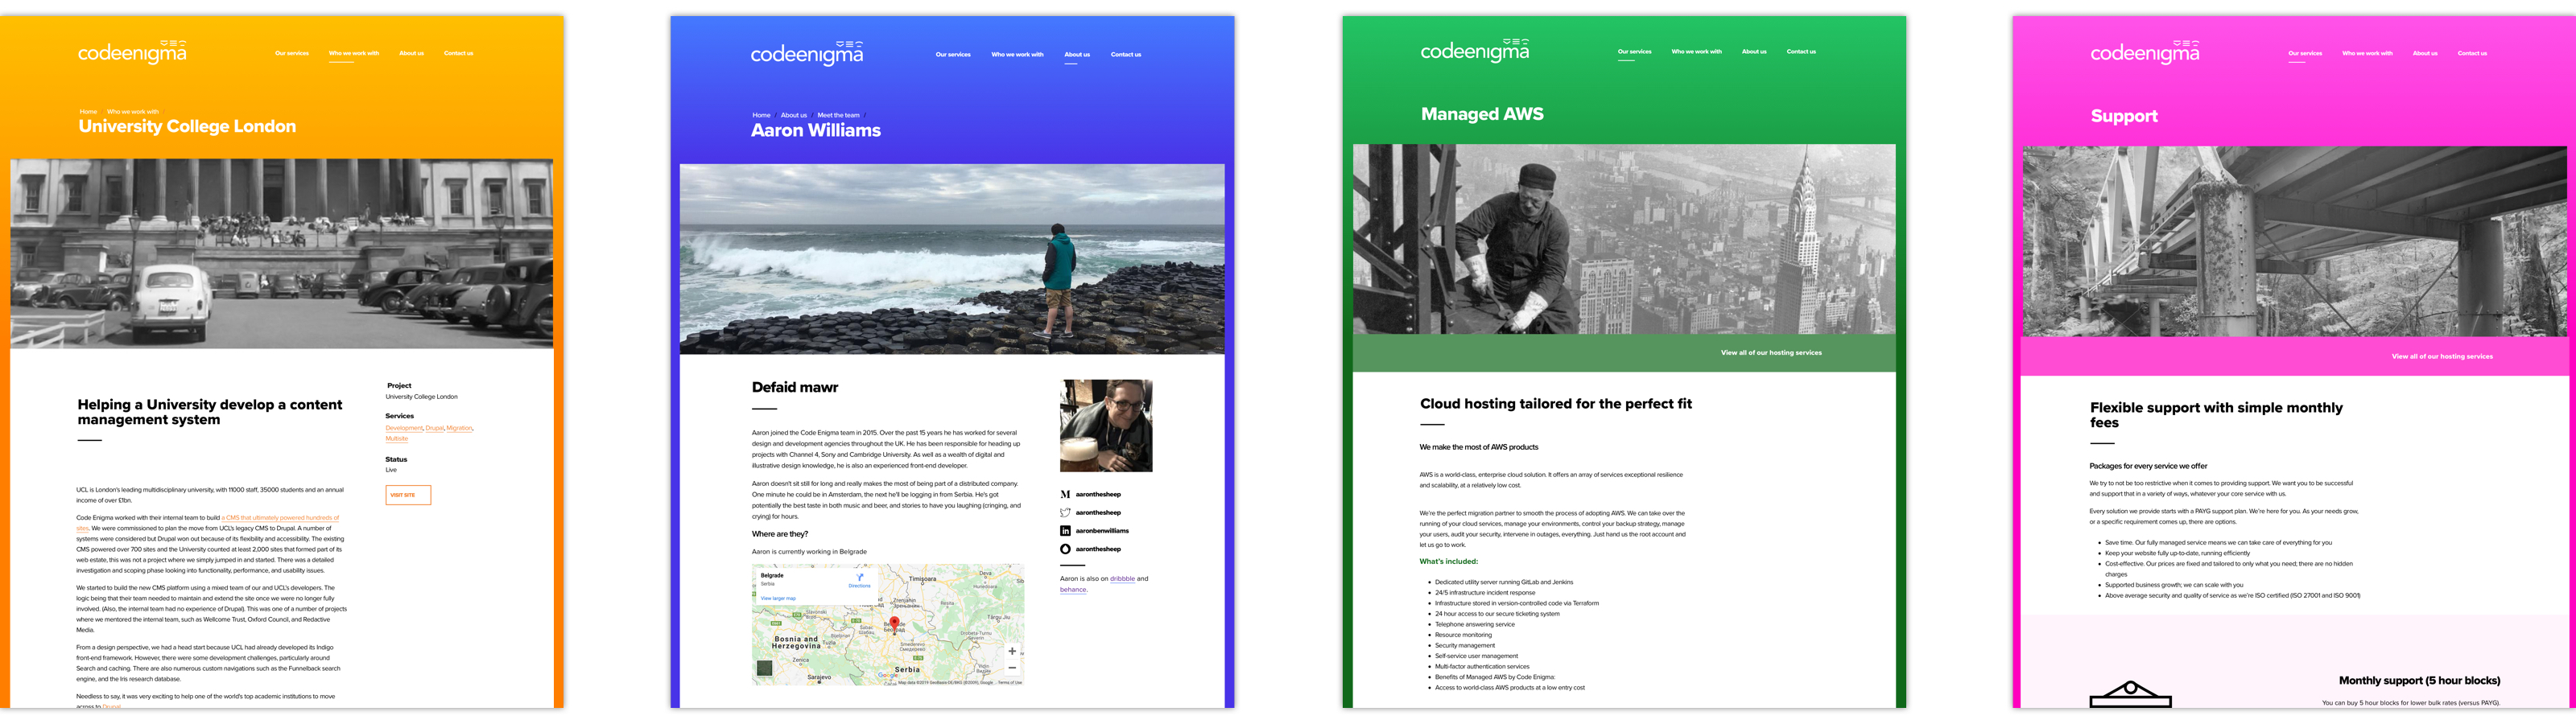 codeenigma
Our services Who we work with About us Contact us
Home / Who we work with /
University College London
Helping a University develop a content
management system
UCL is London's leading multidisciplinary university, with 11000 staff, 35000 students and an annual
income of over £1bn.
Code Enigma worked with their internal team to build a CMS that ultimately powered hundreds of
sites. We were commissioned to plan the move from UCL's legacy CMS to Drupal. A number of
systems were considered but Drupal won out because of its flexibility and accessibility. The existing
CMS powered over 700 sites and the University counted at least 2,000 sites that formed part of its
web estate, this was not a project where we simply jumped in and started. There was a detailed
investigation and scoping phase looking into functionality, performance, and usability issues.
We started to build the new CMS platform using a mixed team of our and UCL's developers. The
logic being that their team needed to maintain and extend the site once we were no longer fully
involved. (Also, the internal team had no experience of Drupal). This was one of a number of projects
where we mentored the internal team, such as Wellcome Trust, Oxford Council, and Redactive
Media.
From a design perspective, we had a head start because UCL had already developed its Indigo
front-end framework. However, there were some development challenges, particularly around
Search and caching. There are also numerous custom navigations such as the Funnelback search
engine, and the Iris research database.
Needless to say, it was very exciting to help one of the world's top academic institutions to move
across to Drupal
Project
University College London
Services
Development, Drupal, Migration,
Multisite
Status
Live
VISIT SITE
codeenigma
Our services Who we work with About us Contact us
Home / About us / Meet the team /
Aaron Williams
Defaid mawr
Aaron joined the Code Enigma team in 2015. Over the past 15 years he has worked for several
design and development agencies throughout the UK. He has been responsible for heading up
projects with Channel 4, Sony and Cambridge University. As well as a wealth of digital and
illustrative design knowledge, he is also an experienced front-end developer.
Aaron doesn't sit still for long and really makes the most of being part of a distributed company.
One minute he could be in Amsterdam, the next he'll be logging in from Serbia. He's got
potentially the best taste in both music and beer, and stories to have you laughing (cringing, and
crying) for hours.
Where are they?
Aaron is currently working in Belgrade
Belgrade
Serbia
Directions
View larger map
Timișoara
Deva
Zrenjanin
Зрењанин
Resita
Târgu Jiu
Slavonski
Bosnia and
Herzegovina
Tuzla
Zenica
Sarajevo
Smederevo
Смедерево
Serbia
Google
Map data ©2019 GeoBasis-DE/BKG (©2009), Google Terms of Use
M aaronthesheep
aaronthesheep
in aaronbenwilliams
aaronthesheep
Aaron is also on dribbble and
behance.
codeenigma
Our services Who we work with About us Contact us
Managed AWS
View all of our hosting services
Cloud hosting tailored for the perfect fit
We make the most of AWS products
AWS is a world-class, enterprise cloud solution. It offers an array of services exceptional resilience
and scalability, at a relatively low cost.
We're the perfect migration partner to smooth the process of adopting AWS. We can take over the
running of your cloud services, manage your environments, control your backup strategy, manage
your users, audit your security, intervene in outages, everything. Just hand us the root account and
let us go to work.
What's included:
• Dedicated utility server running GitLab and Jenkins
• 24/5 infrastructure incident response
• Infrastructure stored in version-controlled code via Terraform
• 24 hour access to our secure ticketing system
• Telephone answering service
• Resource monitoring
• Security management
• Self-service user management
• Multi-factor authentication services
• Benefits of Managed AWS by Code Enigma:
• Access to world-class AWS products at a low entry cost
codeenigma
Our services Who we work with About us Contact us
Support
View all of our hosting services
Flexible support with simple monthly
fees
Packages for every service we offer
We try to not be too restrictive when it comes to providing support. We want you to be successful
and support that in a variety of ways, whatever your core service with us.
Every solution we provide starts with a PAYG support plan. We're here for you. As your needs grow,
or a specific requirement comes up, there are options.
• Save time. Our fully managed service means we can take care of everything for you
• Keep your website fully up-to-date, running efficiently
• Cost-effective. Our prices are fixed and tailored to only what you need; there are no hidden
charges
• Supported business growth; we can scale with you
• Above average security and quality of service as we're ISO certified (ISO 27001 and ISO 9001)
Monthly support (5 hour blocks)
You can buy 5 hour blocks for lower bulk rates (versus PAYG).